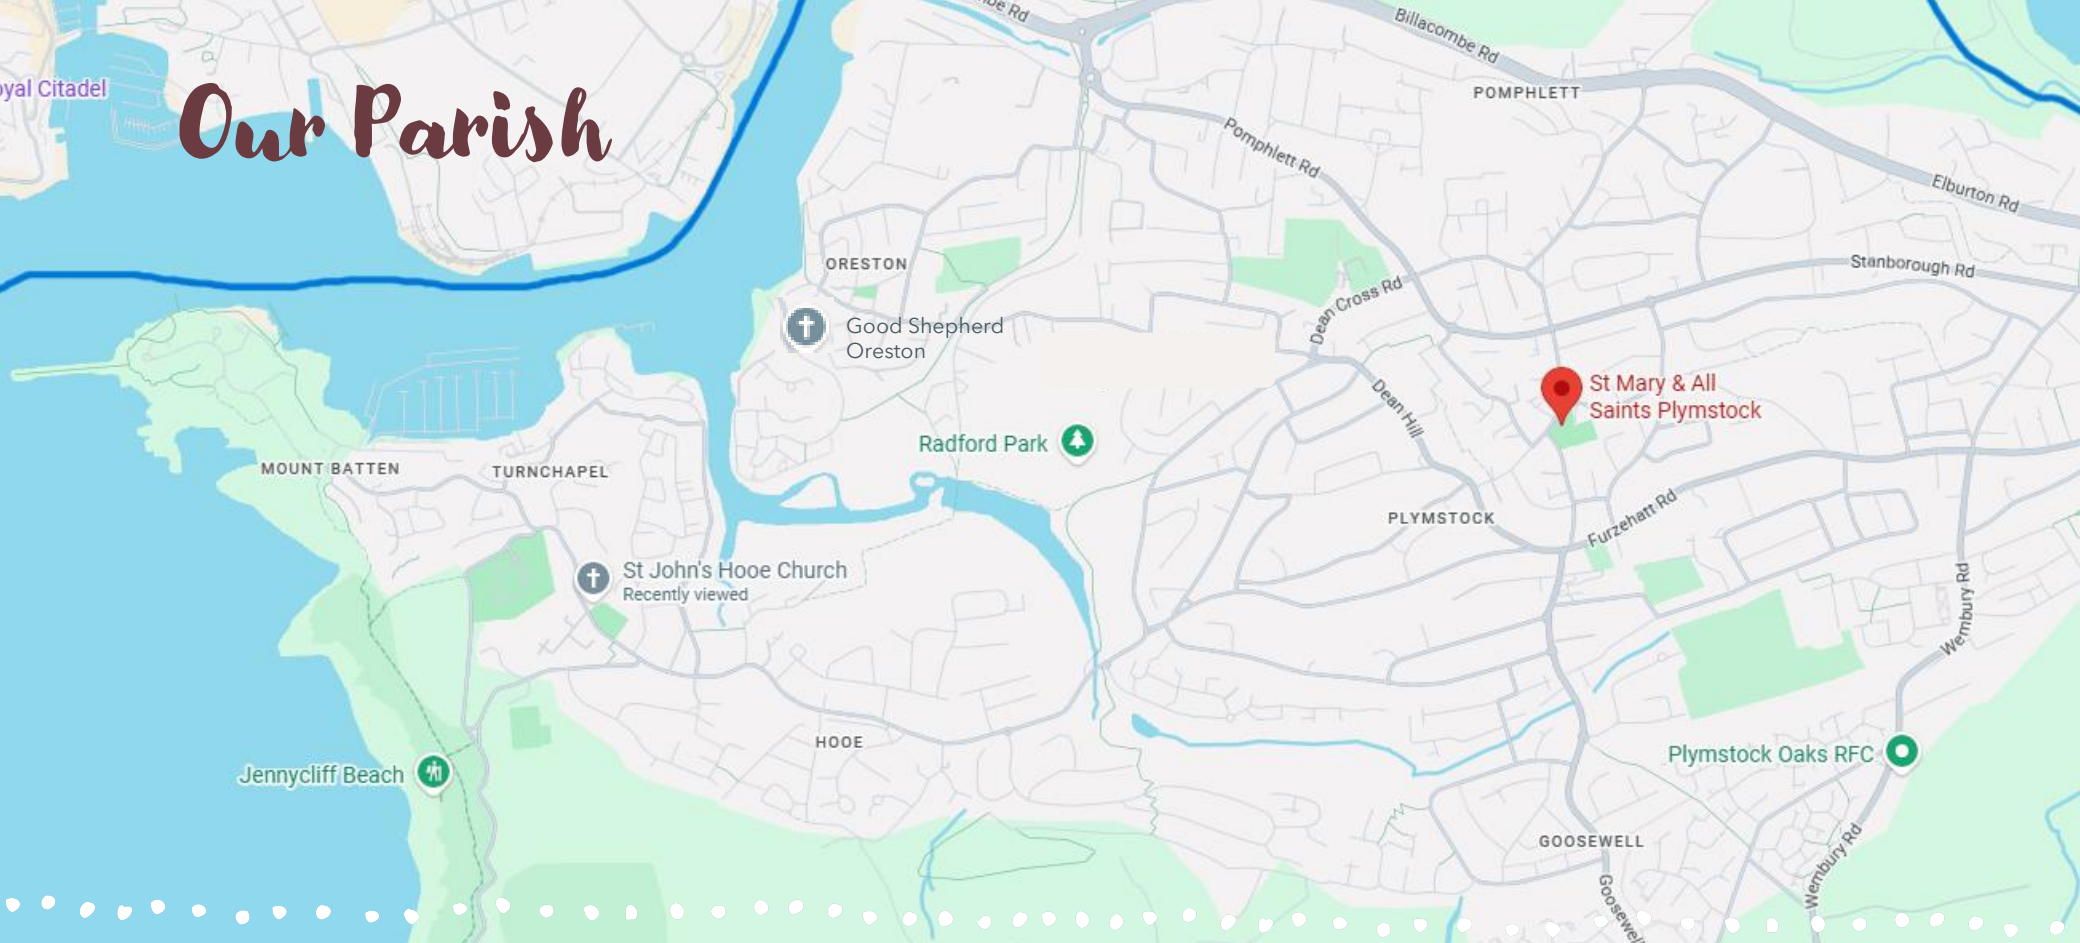 Our Parish
Billacombe Rd
POMPHLETT
Pomphlett Rd
Elburton Rd
ORESTON
Stanborough Rd
Dean Cross Rd
Good Shepherd
Oreston
St Mary & All
Saints Plymstock
Dean Hill
Radford Park
MOUNT BATTEN
TURNCHAPEL
PLYMSTOCK
Furzehatt Rd
St John's Hooe Church
Recently viewed
Wembury Rd
HOOE
Plymstock Oaks RFC
Jennycliff Beach
GOOSEWELL
Wembury Rd